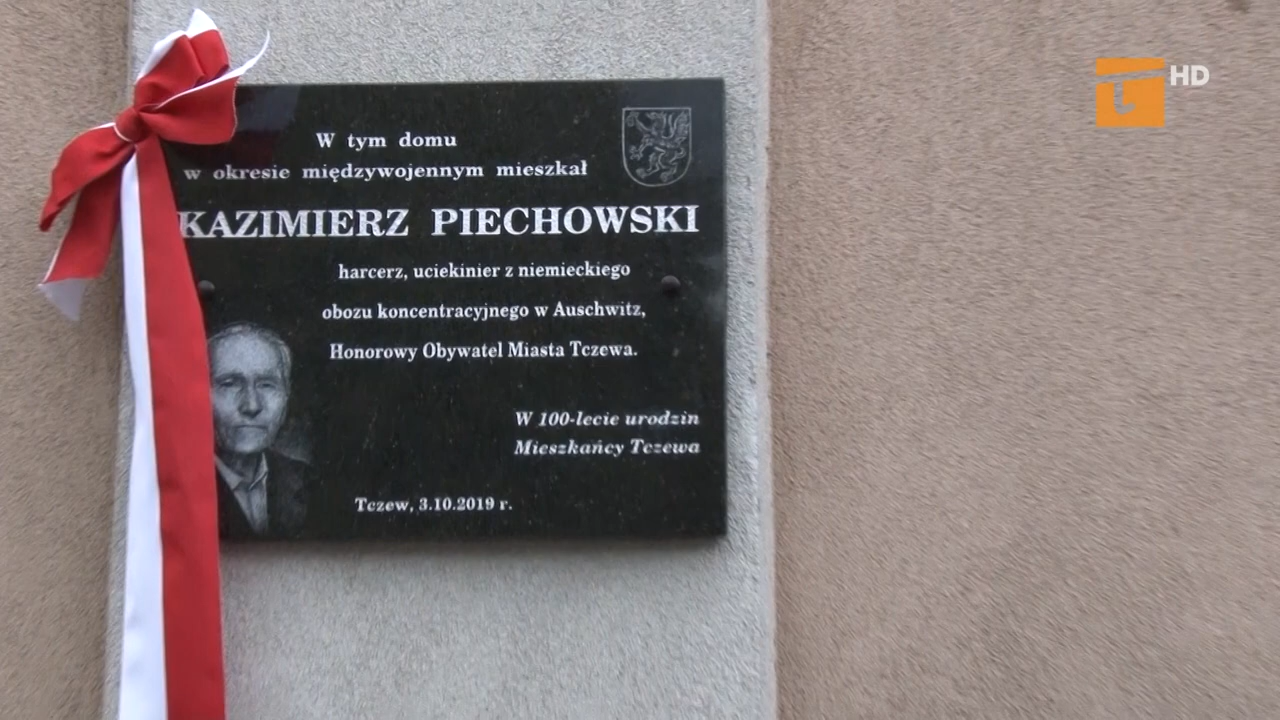 HD
W tym domu
w okresie międzywojennym mieszkał
KAZIMIERZ PIECHOWSKI
harcerz, uciekinier z niemieckiego
obozu koncentracyjnego w Auschwitz,
Honorowy Obywatel Miasta Tczewa.
W 100-lecie urodzin
Mieszkańcy Tczewa
Tczew, 3.10.2019 r.